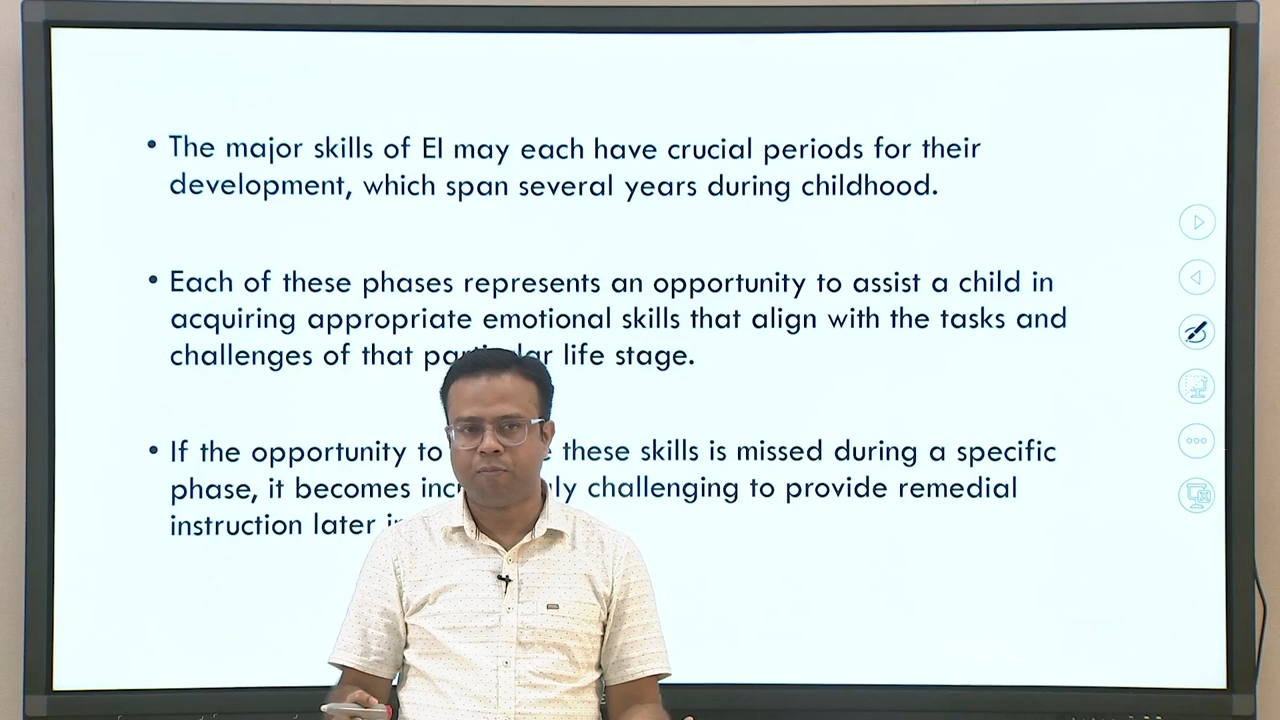 • The major skills of EI may each have crucial periods for their
development, which span several years during childhood.
• Each of these phases represents an opportunity to assist a child in
acquiring appropriate emotional skills that align with the tasks and
challenges of that particular life stage.
• If the opportunity to these skills is missed during a specific
phase, it becomes challenging to provide remedial
instruction later